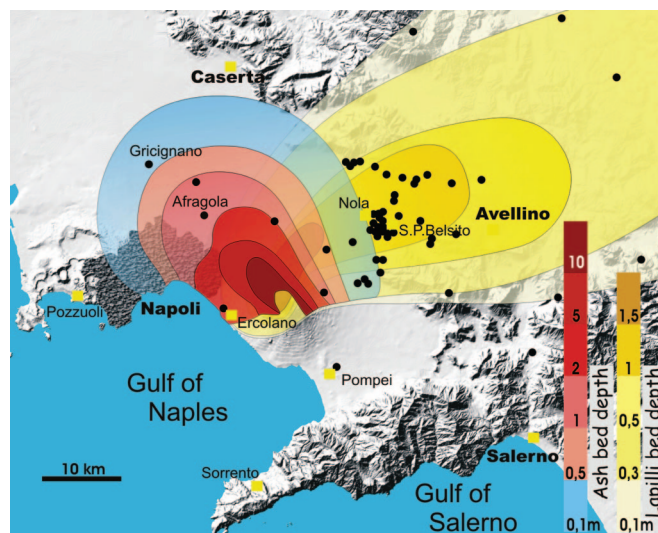 Caserta
Gricignano
Afragola
Nola
Avellino
S.P.Belsito
Pozzuoli
Napoli
Ercolano
Pompei
Gulf of
Naples
10 km
Sorrento
Salerno
Gulf of
Salerno
10
5
2
1
0,5
0,1m
Ash bed depth
1,5
1
0,5
0,3
0,1m
Lapilli bed depth